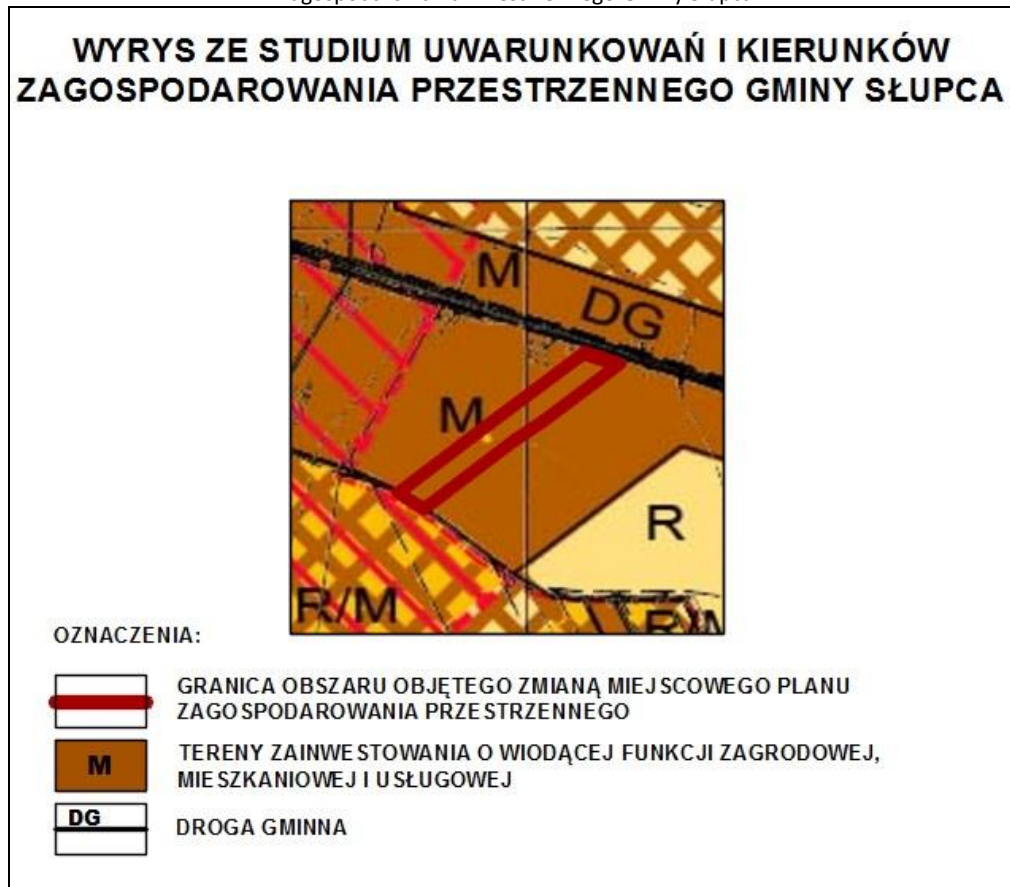 WYRYS ZE STUDIUM UWARUNKOWAŃ I KIERUNKÓW
ZAGOSPODAROWANIA PRZESTRZENNEGO GMINY SŁUPCA
M
DG
M
R
R/M
R/M
OZNACZENIA:
GRANICA OBSZARU OBJĘTEGO ZMIANĄ MIEJSCOWEGO PLANU
ZAGOSPODAROWANIA PRZESTRZENNEGO
M
TERENY ZAINWESTOWANIA O WIODĄCEJ FUNKCJI ZAGRODOWEJ,
MIESZKANIOWEJ I USŁUGOWEJ
DG
DROGA GMINNA